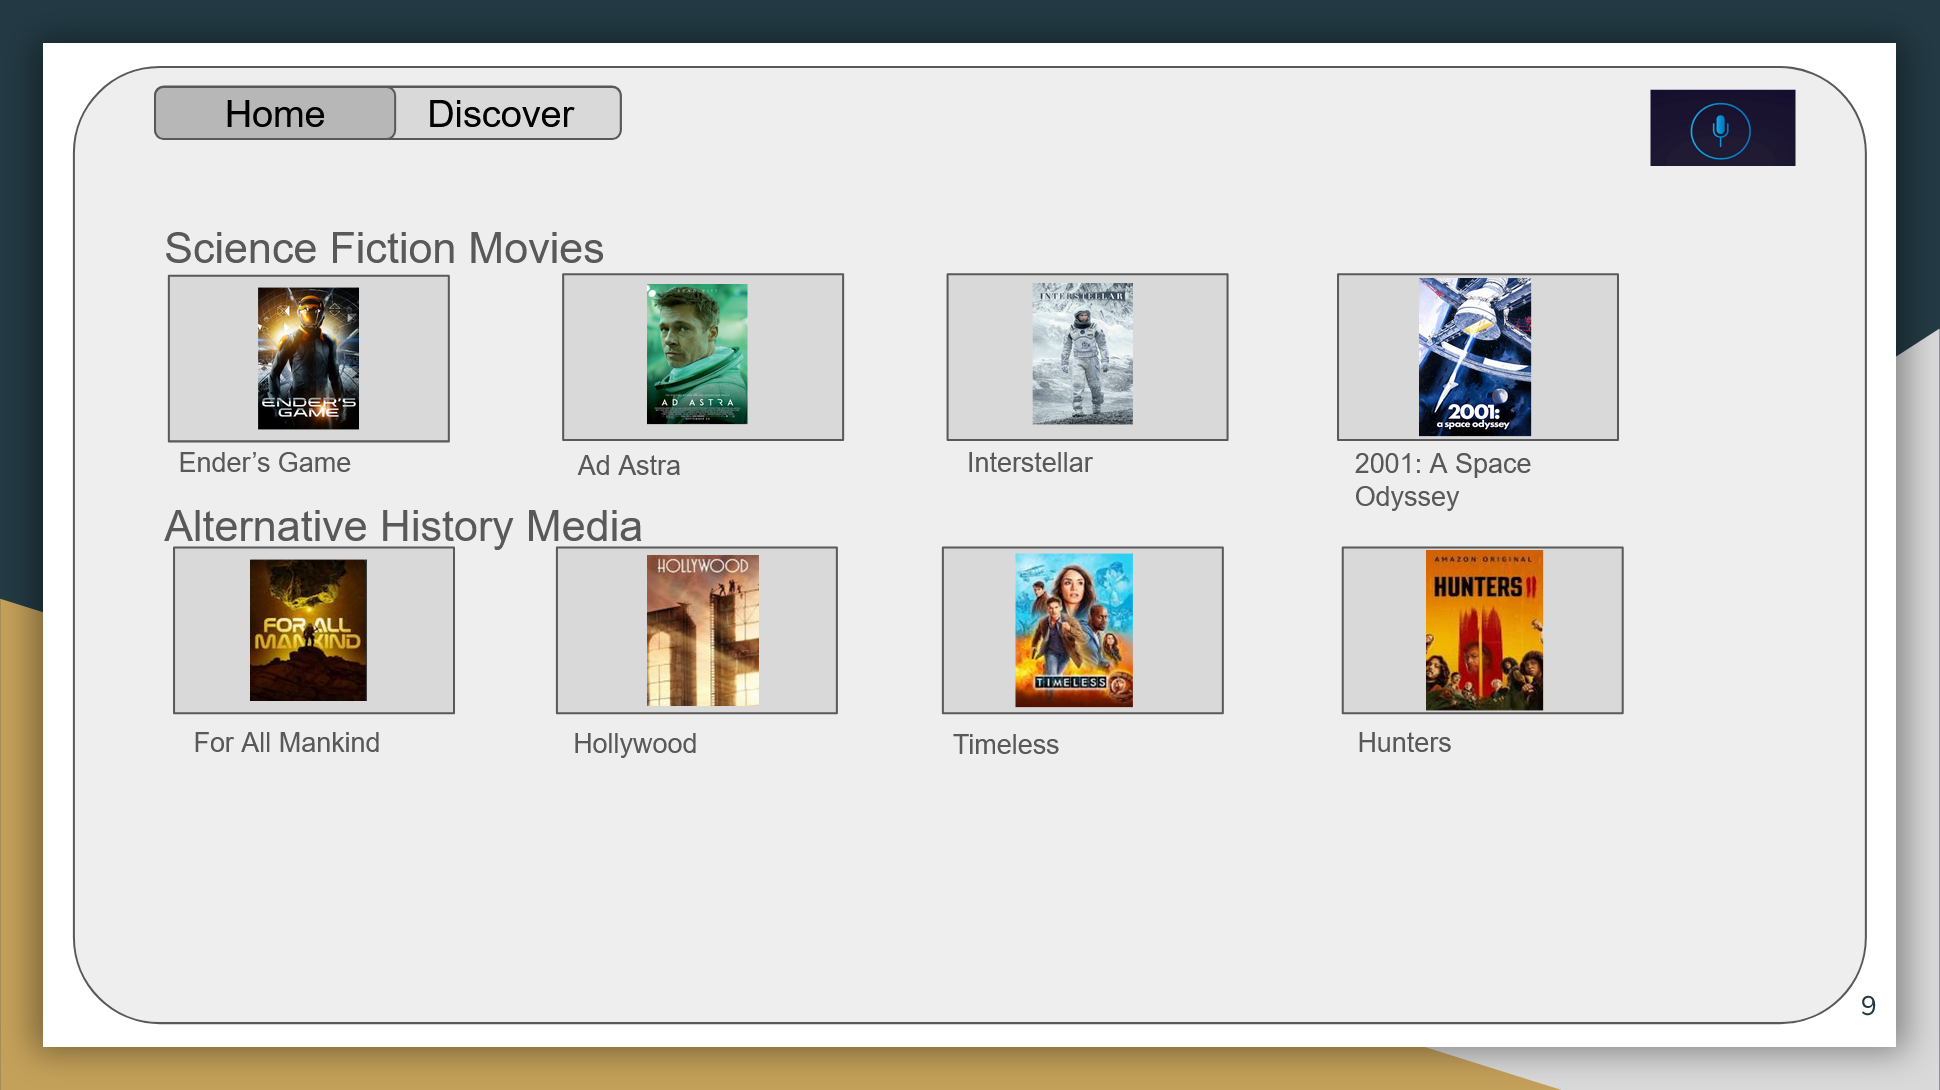 Home
Discover
Science Fiction Movies
ENDER'S
GAME
AD ASTRA
INTERSTELLAR
2001:
a space odyssey
Ender’s Game
Ad Astra
Interstellar
2001: A Space
Odyssey
Alternative History Media
FOR ALL
MANKIND
HOLLYWOOD
TIMELESS
AMAZON ORIGINAL
HUNTERS II
For All Mankind
Hollywood
Timeless
Hunters
9